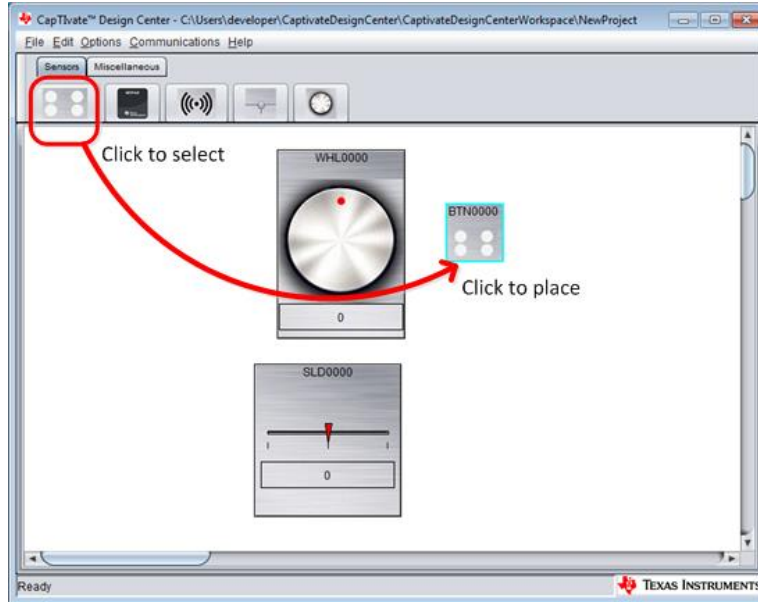 CapTIvate™ Design Center - C:\Users\developer\CaptivateDesignCenter\CaptivateDesignCenterWorkspace\NewProject
File Edit Options Communications Help
Sensors Miscellaneous
Click to select
WHL0000
BTN0000
Click to place
0
SLD0000
0
Ready
TEXAS INSTRUMENTS